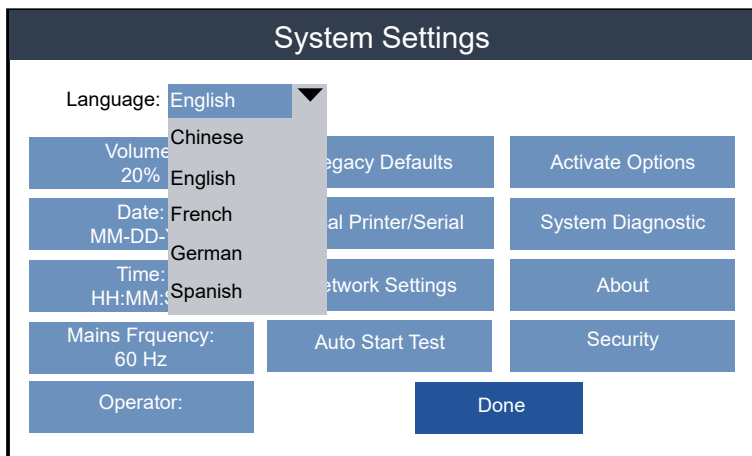 System Settings
Language: English
Chinese
English
French
German
Spanish
Volume
20%
egacy Defaults
Activate Options
Date:
MM-DD-
al Printer/Serial
System Diagnostic
Time:
HH:MM:
twork Settings
About
Mains Frquency:
60 Hz
Auto Start Test
Security
Operator:
Done